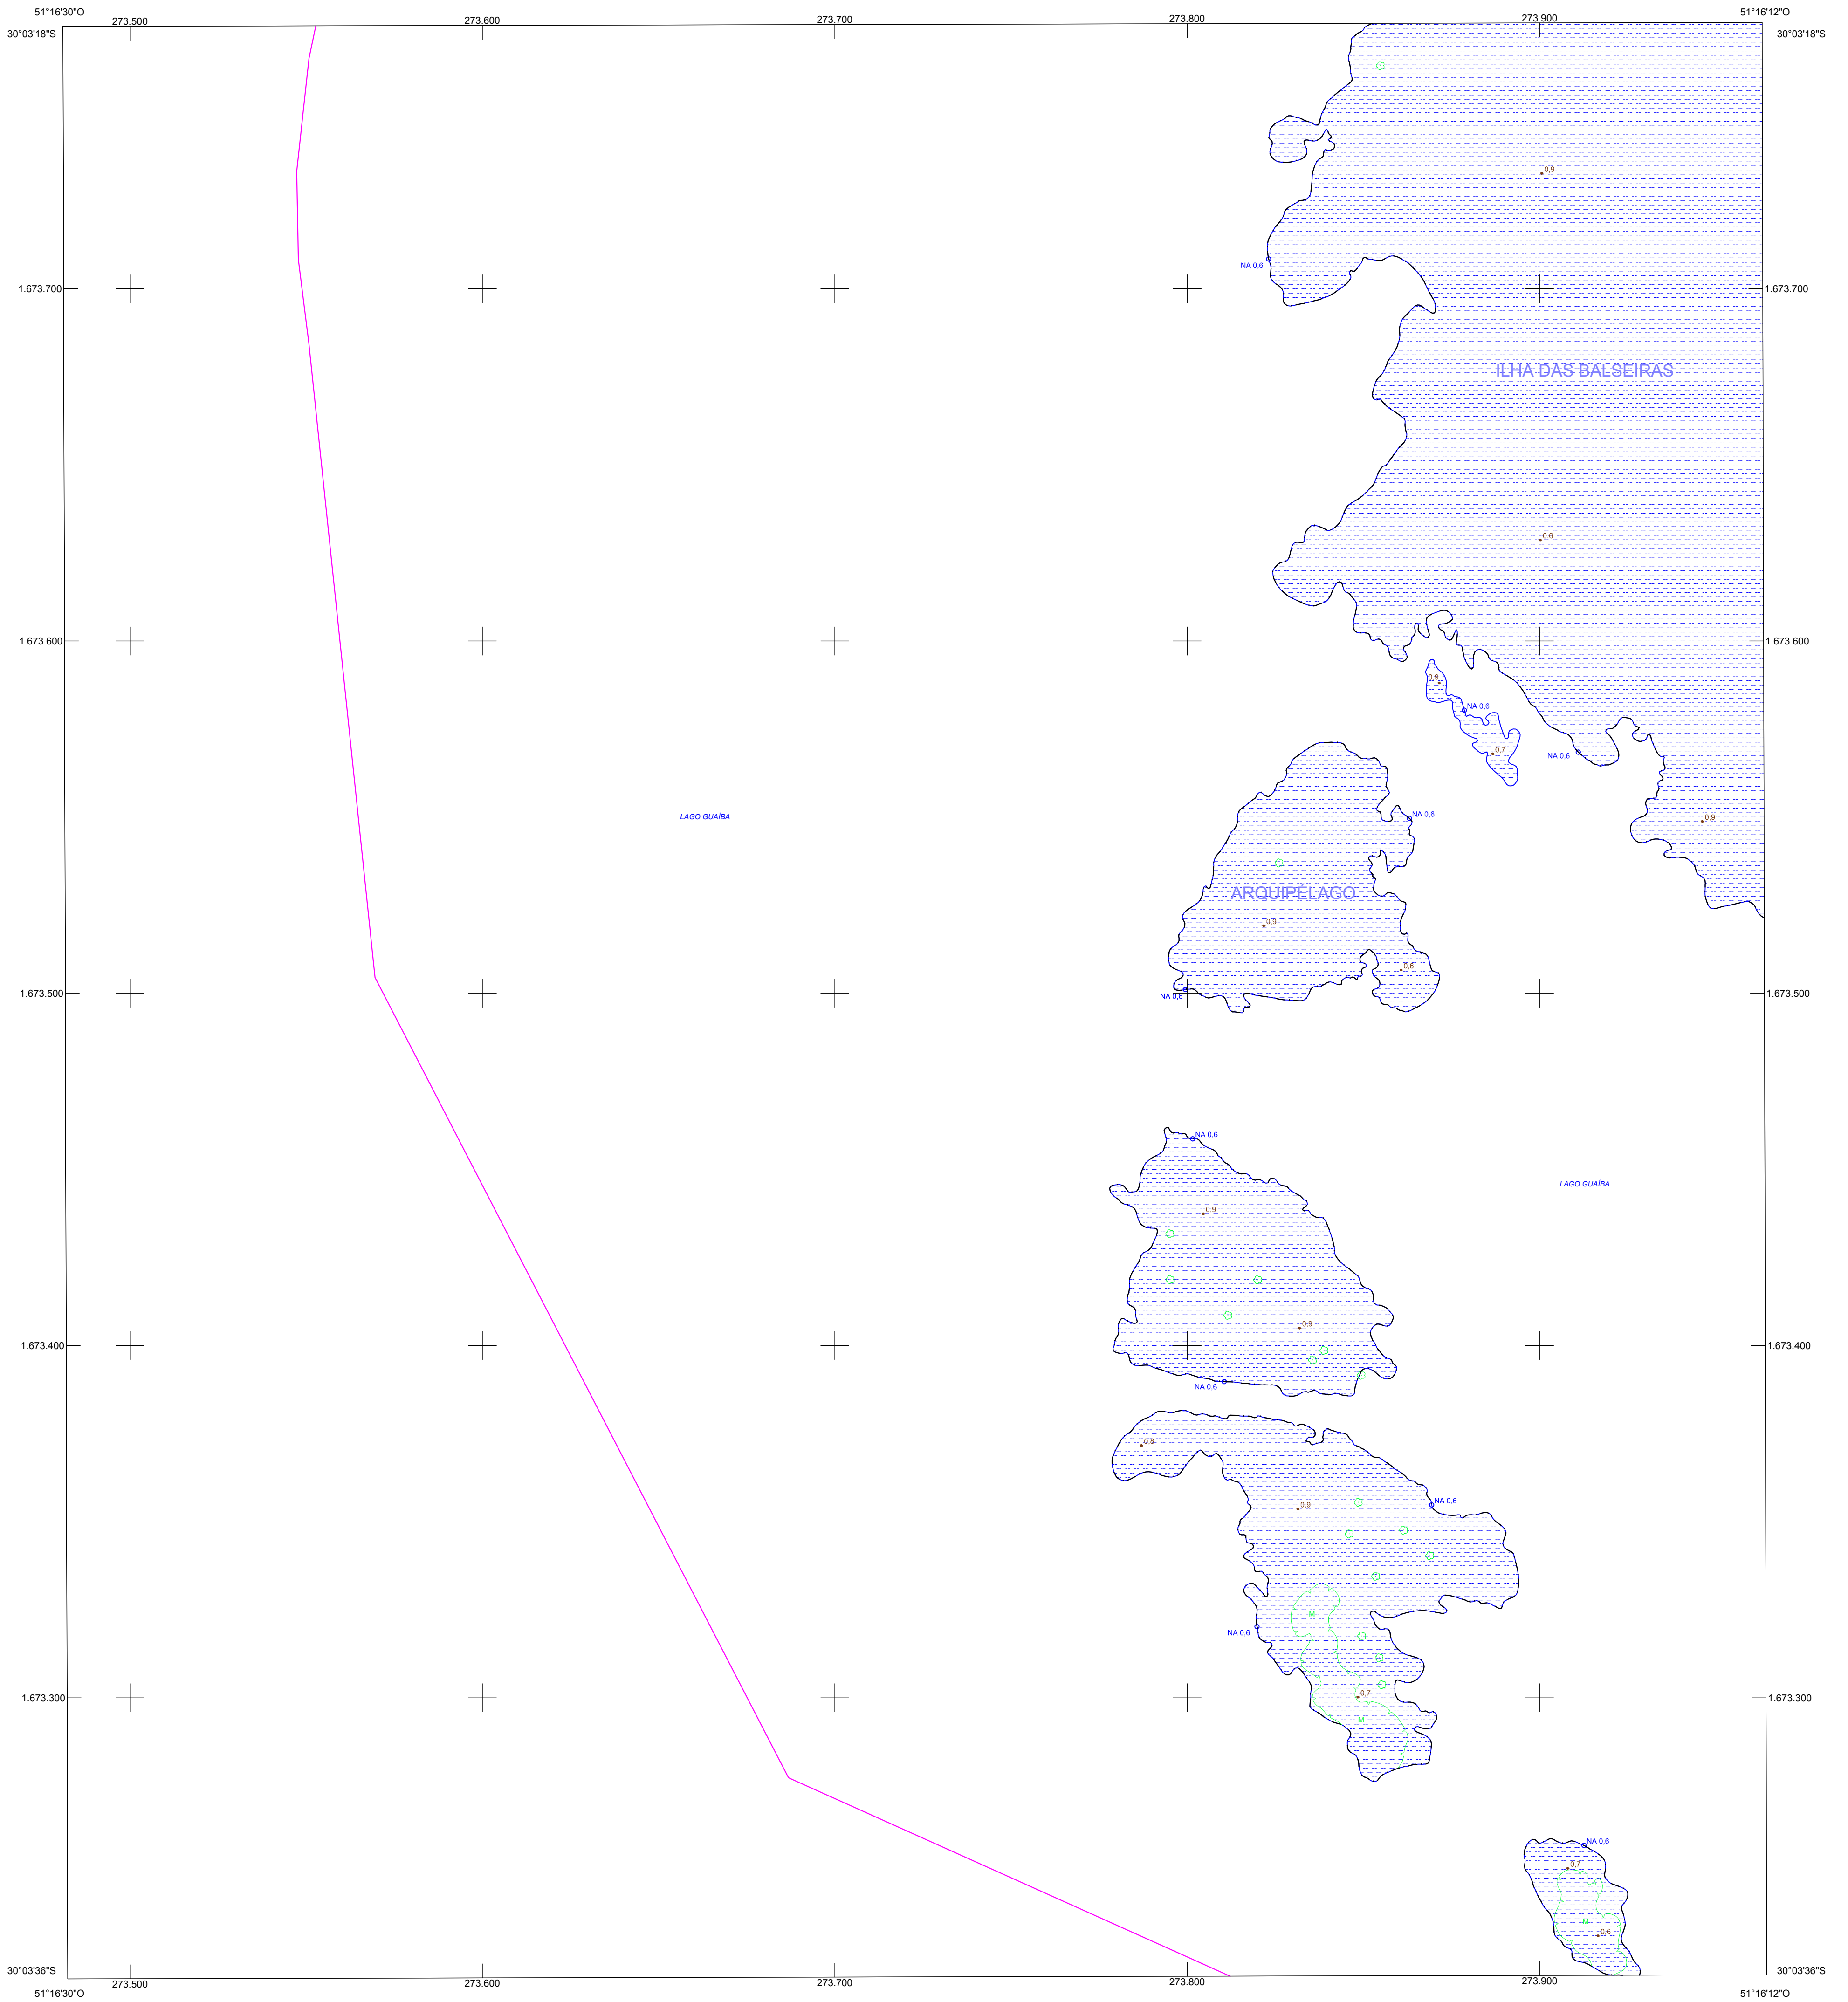 51°16'30"O
51°16'12"O
273.500
273.600
273.700
273.800
273.900
30°03'18"S
30°03'18"S
0,9
NA 0,6
1.673.700
1.673.700
ILHA DAS BALSEIRAS
0,6
1.673.600
1.673.600
0,9
NA 0,6
0,7
NA 0,6
LAGO GUAÍBA
NA 0,6
0,9
ARQUIPÉLAGO
0,9
0,6
1.673.500
NA 0,6
1.673.500
NA 0,6
LAGO GUAÍBA
0,9
0,9
1.673.400
1.673.400
NA 0,6
0,8
0,9
NA 0,6
M
NA 0,6
0,7
1.673.300
1.673.300
M
NA 0,6
0,7
M
0,6
30°03'36"S
30°03'36"S
273.500
273.600
273.700
273.800
273.900
51°16'30"O
51°16'12"O